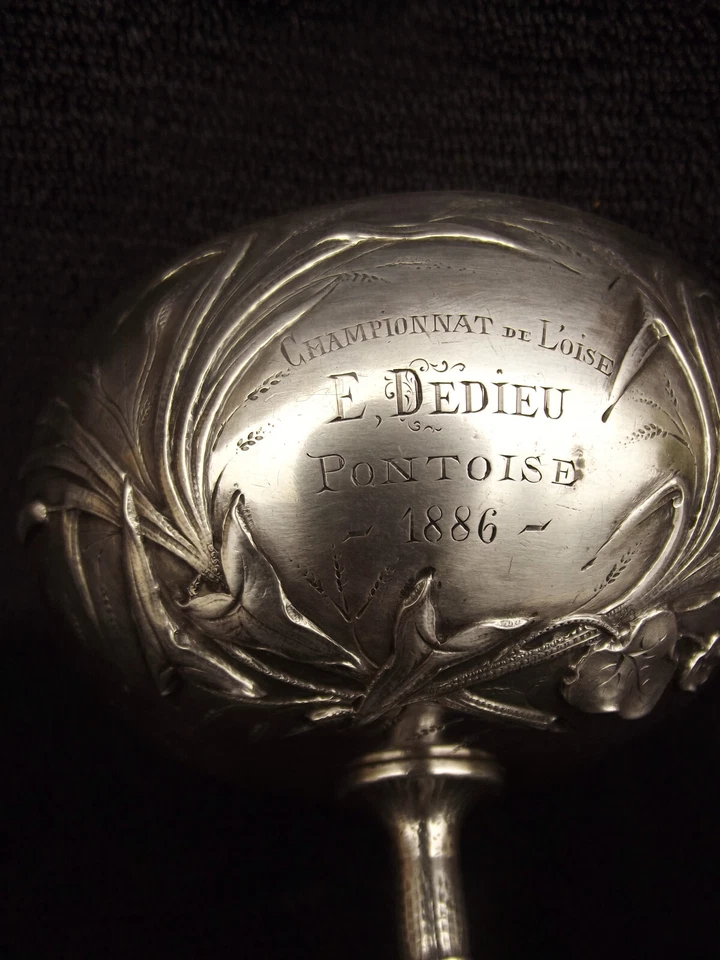 CHAMPIONNAT DE L'OISE
E, DEDIEU
PONTOISE
- 1886 -